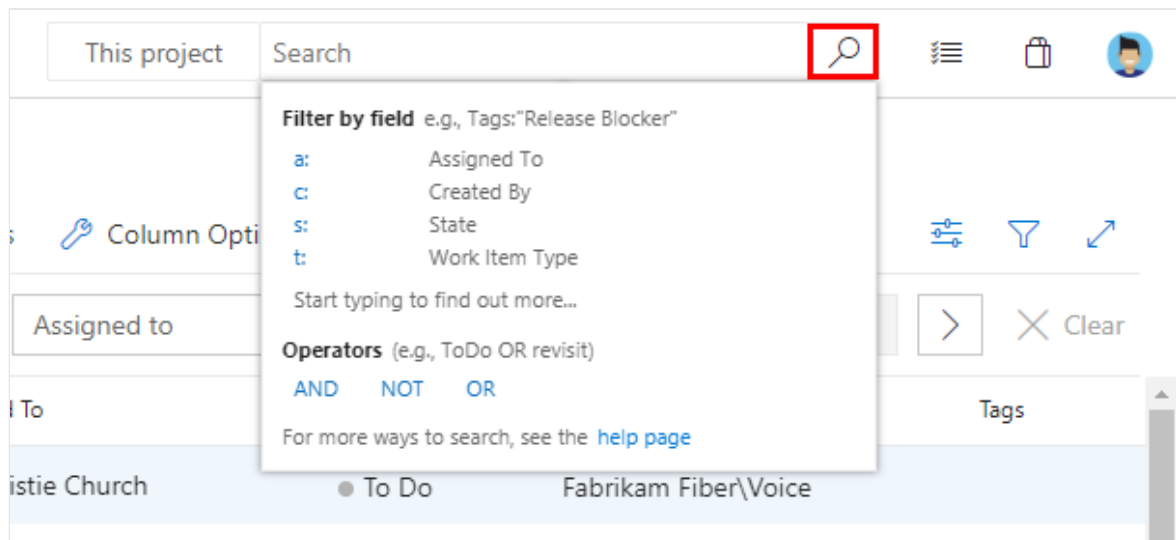 This project Search
Filter by field e.g., Tags:"Release Blocker"
a: Assigned To
c: Created By
s: State
t: Work Item Type
Start typing to find out more...
Operators (e.g., ToDo OR revisit)
AND NOT OR
For more ways to search, see the help page
Column Opti
Assigned to
Clear
To
Tags
istie Church
To Do
Fabrikam Fiber\Voice